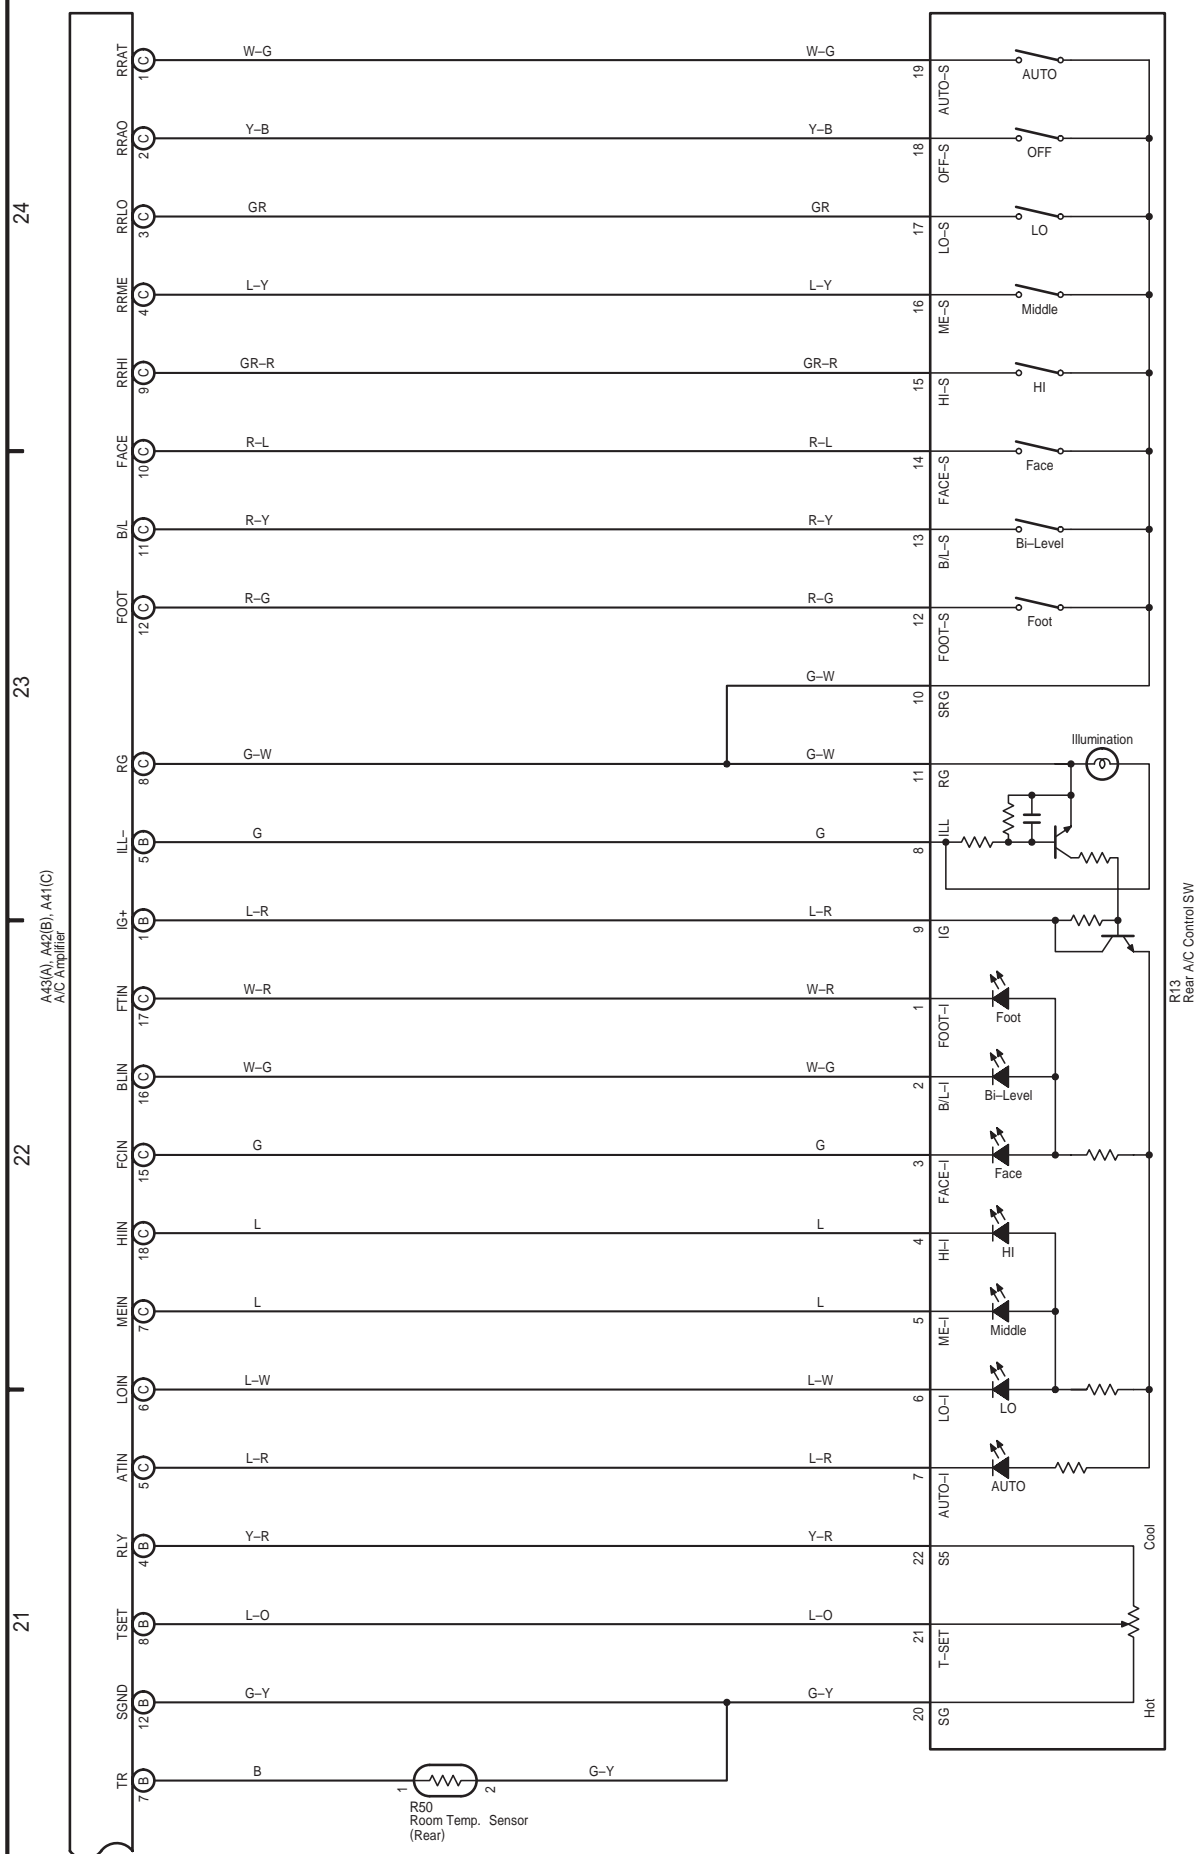 24
23
22
21
A43(A), A42(B), A41(C)
A/C Amplifier
RRAT 1 C W–G W–G 19 AUTO–S AUTO
RRAO 2 C Y–B Y–B 18 OFF–S OFF
RRLO 3 C GR GR 17 LO–S LO
RRME 4 C L–Y L–Y 16 ME–S Middle
RRHI 9 C GR–R GR–R 15 HI–S HI
FACE 10 C R–L R–L 14 FACE–S Face
B/L 11 C R–Y R–Y 13 B/L–S Bi–Level
FOOT 12 C R–G R–G 12 FOOT–S Foot
G–W 10 SRG
RG 8 C G–W G–W 11 RG Illumination
ILL– 5 B G G 8 ILL
IG+ 1 B L–R L–R 9 IG
FTIN 17 C W–R W–R 1 FOOT–I Foot
BLIN 16 C W–G W–G 2 B/L–I Bi–Level
FCIN 15 C G G 3 FACE–I Face
HIIN 18 C L L 4 HI–I HI
MEIN 7 C L L 5 ME–I Middle
LOIN 6 C L–W L–W 6 LO–I LO
ATIN 5 C L–R L–R 7 AUTO–I AUTO
RLY 4 B Y–R Y–R 22 S5 Cool
TSET 8 B L–O L–O 21 T–SET
SGND 12 B G–Y G–Y 20 SG Hot
TR 7 B B 1 2 G–Y
R50
Room Temp. Sensor
(Rear)
R13
Rear A/C Control SW